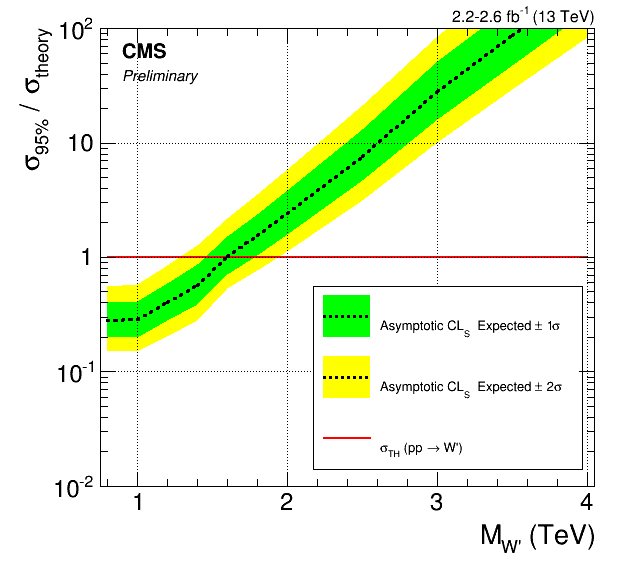 2.2-2.6 fb⁻¹ (13 TeV)
CMS
Preliminary
σ95% / σtheory
10²
10
1
10⁻¹
10⁻²
Asymptotic CLS Expected ± 1σ
Asymptotic CLS Expected ± 2σ
σTH (pp → W')
1 2 3 4
MW' (TeV)